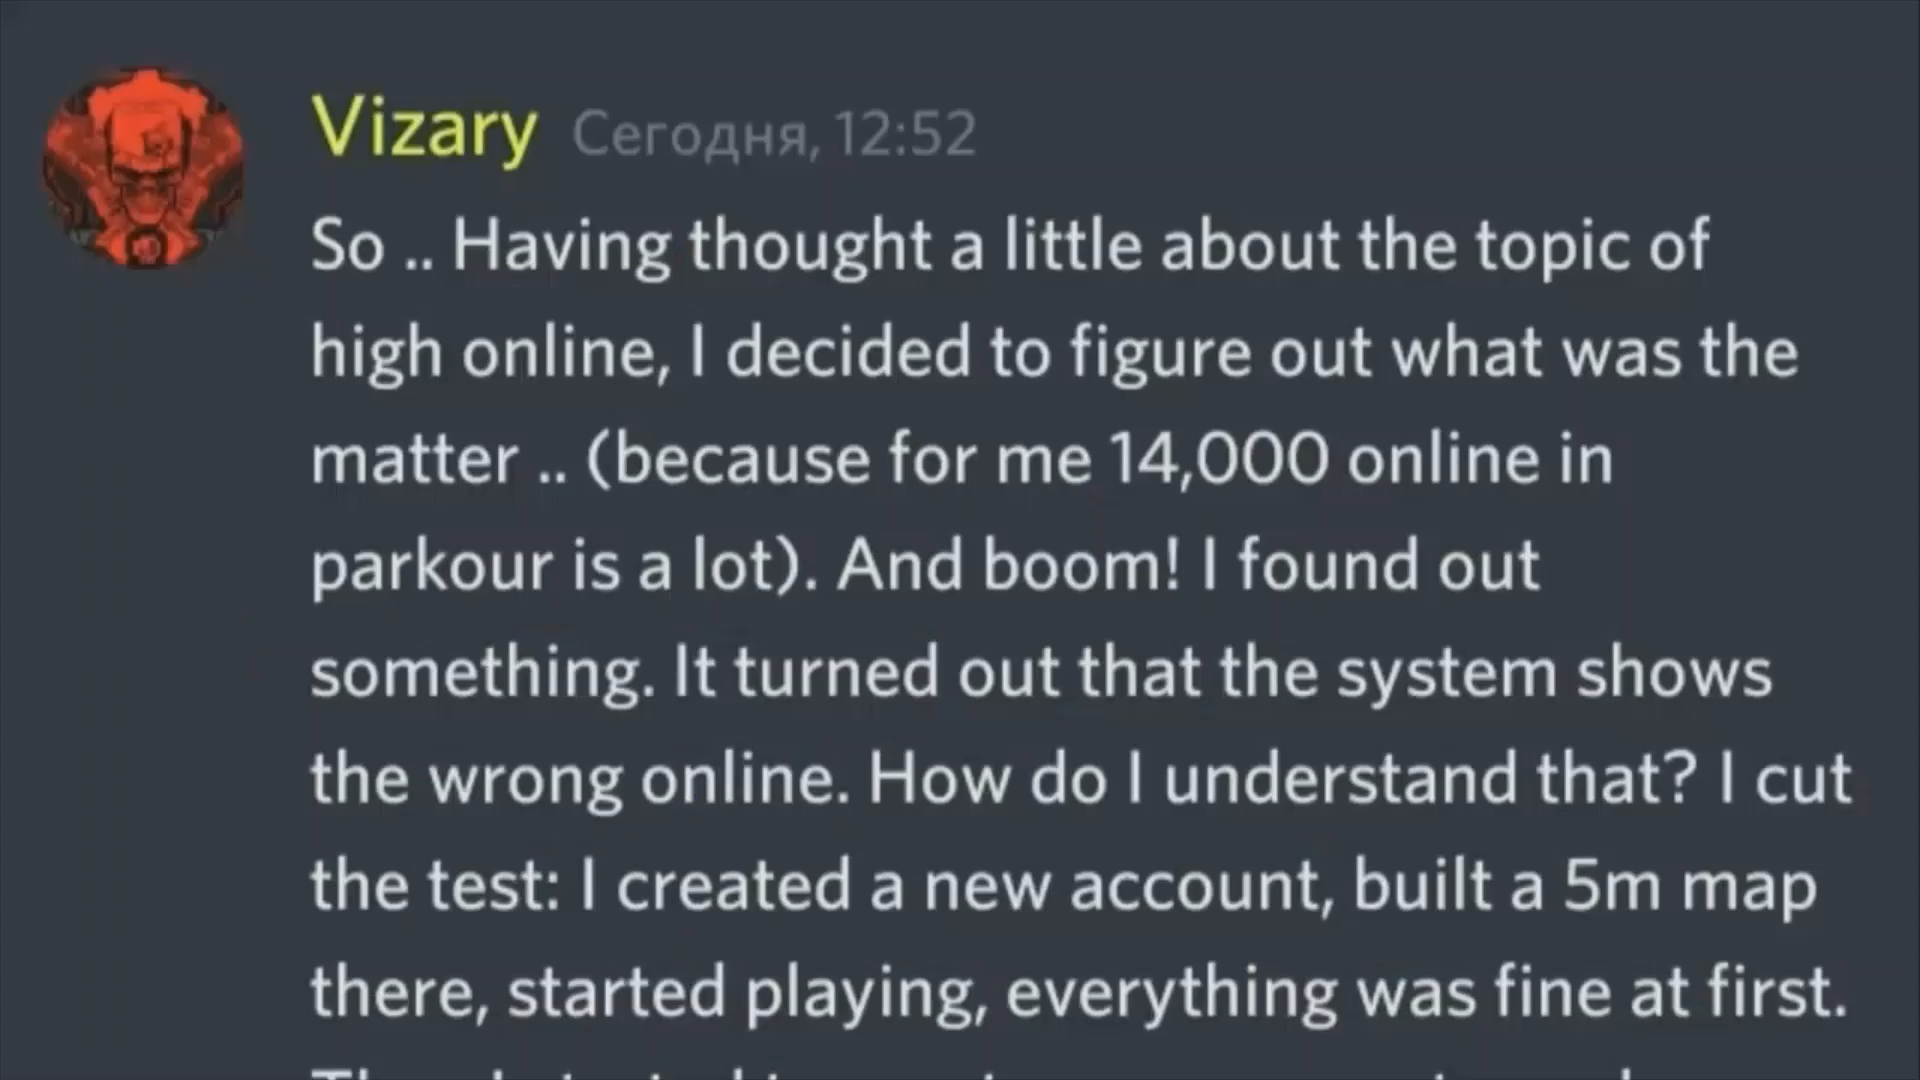 Vizary Сегодня, 12:52
So .. Having thought a little about the topic of
high online, I decided to figure out what was the
matter .. (because for me 14,000 online in
parkour is a lot). And boom! I found out
something. It turned out that the system shows
the wrong online. How do I understand that? I cut
the test: I created a new account, built a 5m map
there, started playing, everything was fine at first.